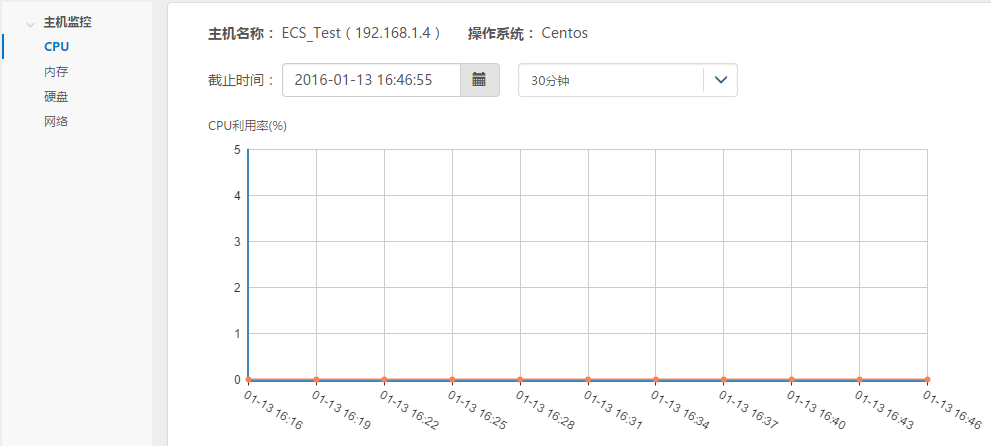 主机监控
CPU
内存
硬盘
网络
主机名称： ECS_Test（192.168.1.4） 操作系统： Centos
截止时间： 2016-01-13 16:46:55 30分钟
CPU利用率(%)
5
4
3
2
1
0
01-13 16:16 01-13 16:19 01-13 16:22 01-13 16:25 01-13 16:28 01-13 16:31 01-13 16:34 01-13 16:37 01-13 16:40 01-13 16:43 01-13 16:46